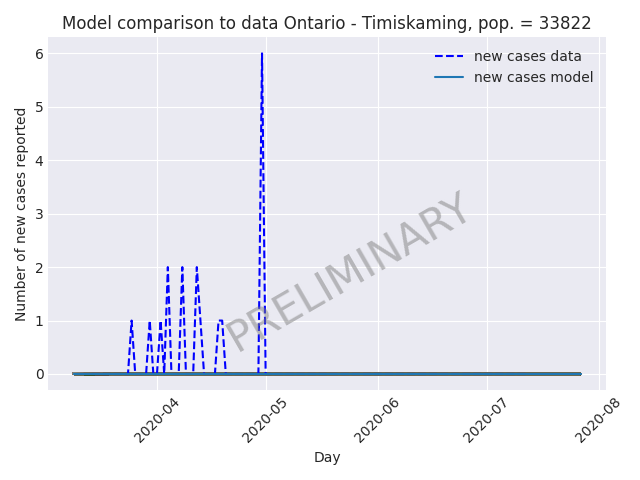 Model comparison to data Ontario - Timiskaming, pop. = 33822
new cases data
new cases model
Number of new cases reported
6
5
4
3
2
1
0
PRELIMINARY
2020-04
2020-05
2020-06
2020-07
2020-08
Day